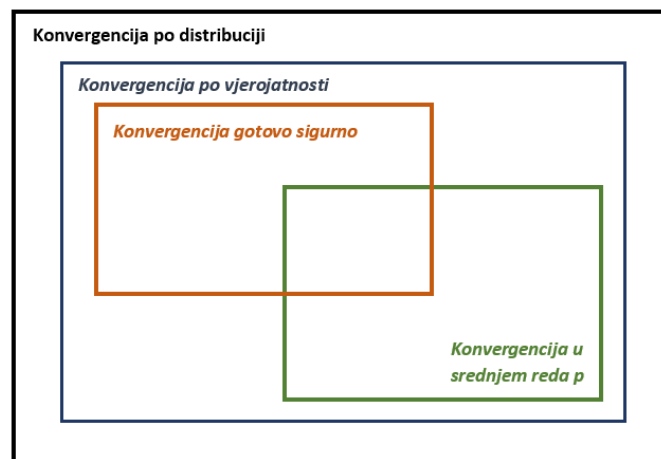 Konvergencija po distribuciji
Konvergencija po vjerojatnosti
Konvergencija gotovo sigurno
Konvergencija u
srednjem reda p